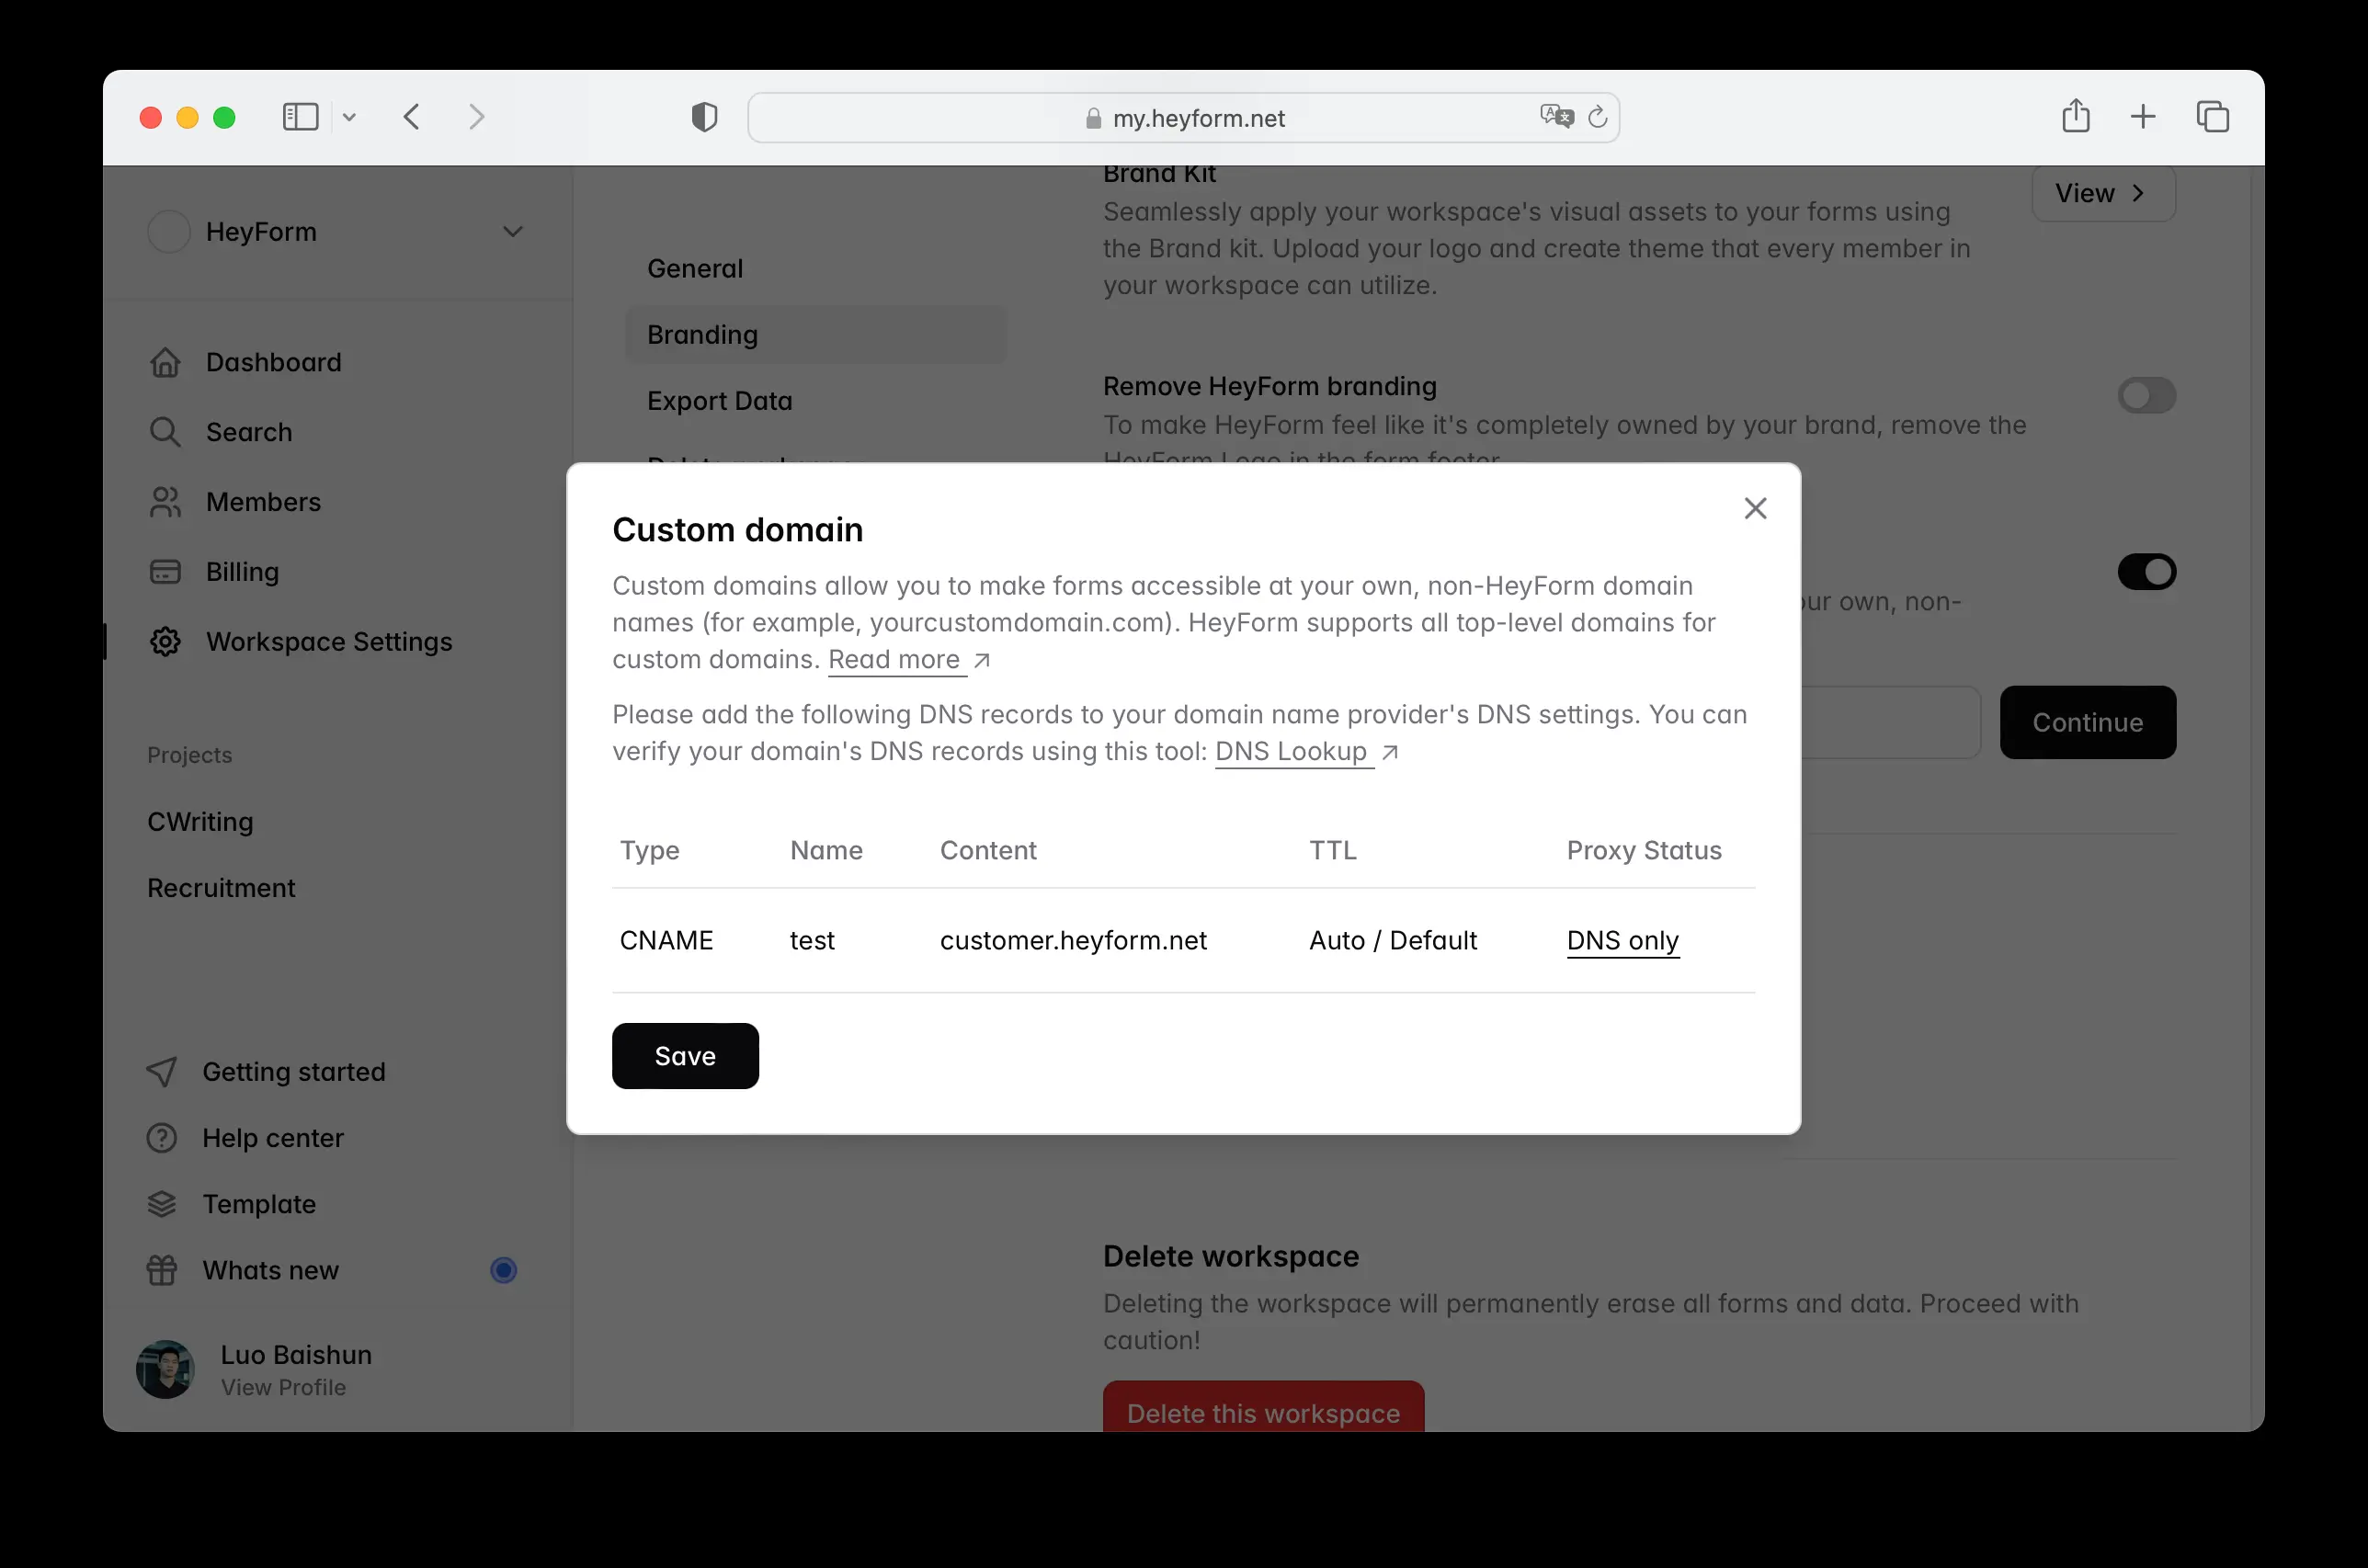 my.heyform.net
HeyForm
Dashboard
Search
Members
Billing
Workspace Settings
Projects
CWriting
Recruitment
Getting started
Help center
Template
Whats new
Luo Baishun
View Profile
General
Branding
Export Data
Brand Kit
Seamlessly apply your workspace's visual assets to your forms using
the Brand kit. Upload your logo and create theme that every member in
your workspace can utilize.
View
Remove HeyForm branding
To make HeyForm feel like it's completely owned by your brand, remove the
HeyForm Logo in the form footer
our own, non-
Continue
Custom domain
Custom domains allow you to make forms accessible at your own, non-HeyForm domain
names (for example, yourcustomdomain.com). HeyForm supports all top-level domains for
custom domains. Read more
Please add the following DNS records to your domain name provider's DNS settings. You can
verify your domain's DNS records using this tool: DNS Lookup
Type Name Content TTL Proxy Status
CNAME test customer.heyform.net Auto / Default DNS only
Save
Delete workspace
Deleting the workspace will permanently erase all forms and data. Proceed with
caution!
Delete this workspace